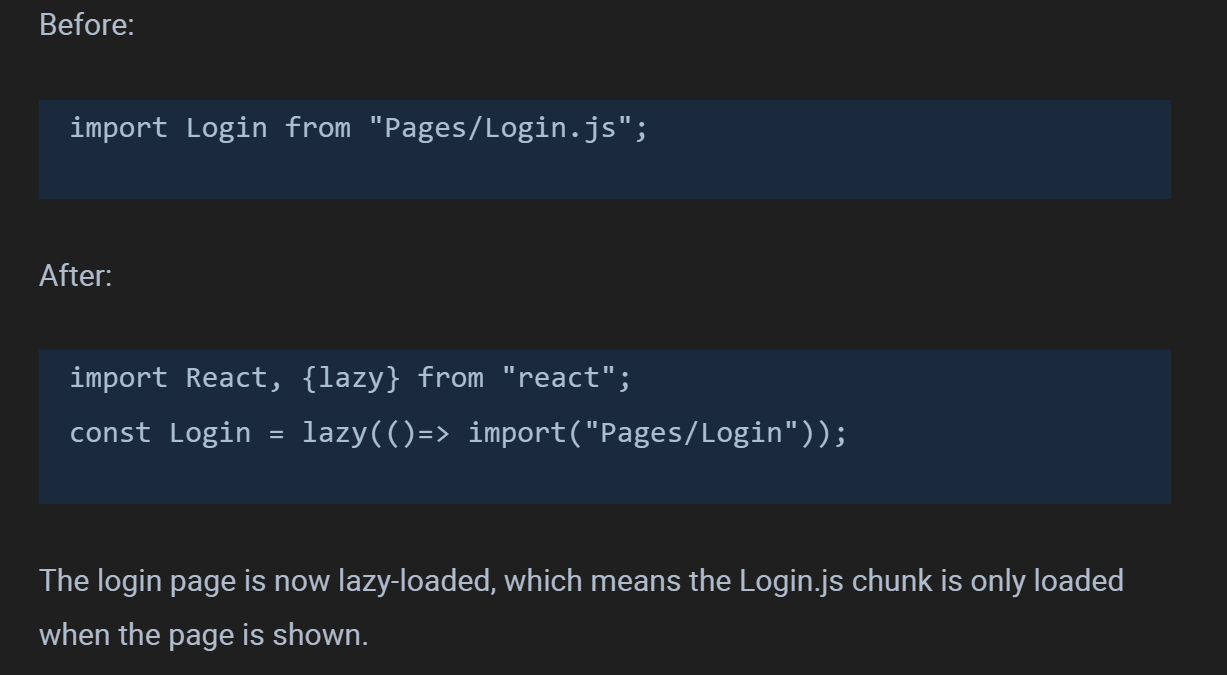 Before:
import Login from "Pages/Login.js";
After:
import React, {lazy} from "react";
const Login = lazy(()=> import("Pages/Login"));
The login page is now lazy-loaded, which means the Login.js chunk is only loaded
when the page is shown.